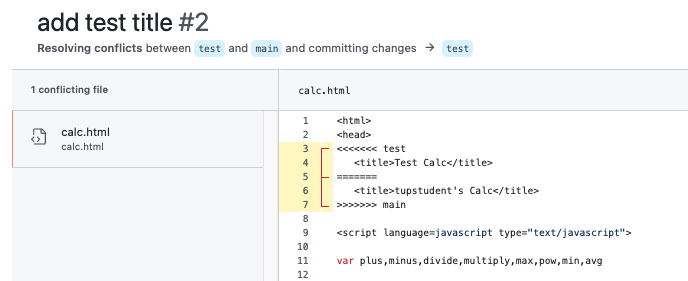 add test title #2
Resolving conflicts between test and main and committing changes → test
1 conflicting file
calc.html
calc.html
calc.html
1 <html>
2 <head>
3 <<<<<<< test
4    <title>Test Calc</title>
5 =======
6    <title>tupstudent's Calc</title>
7 >>>>>>> main
8
9 <script language=javascript type="text/javascript">
10
11 var plus,minus,divide,multiply,max,pow,min,avg
12